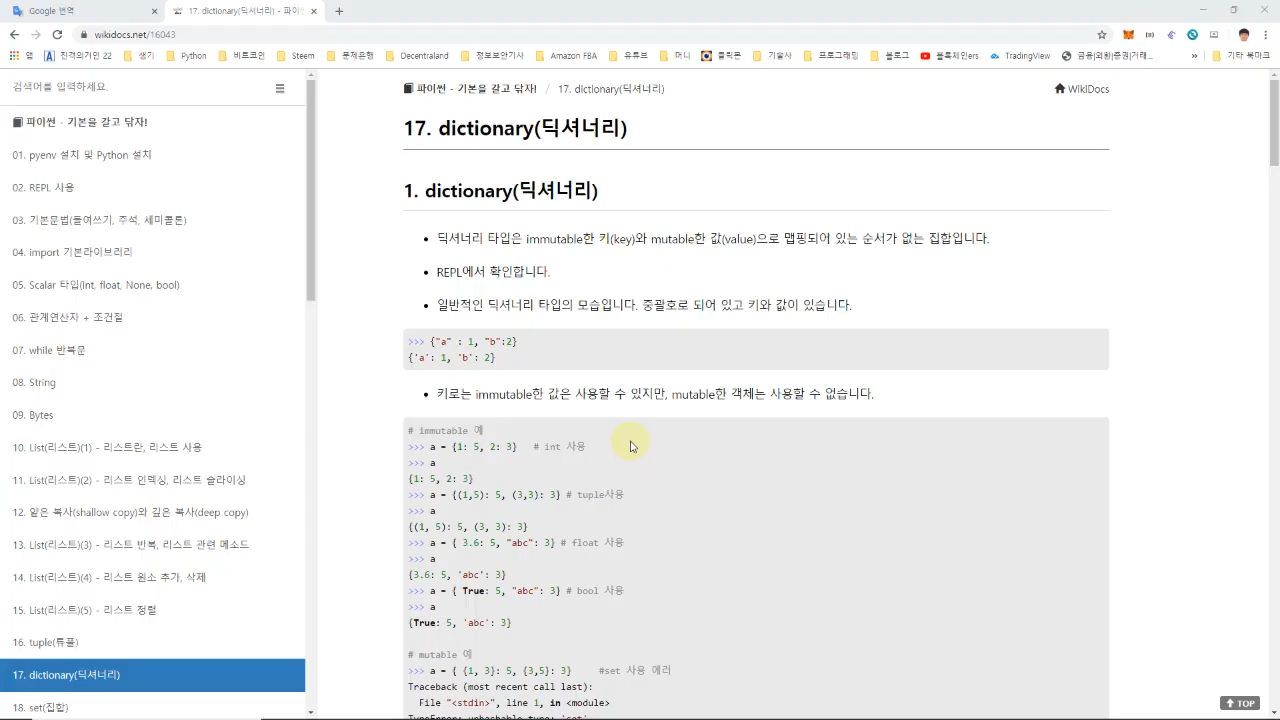 Google 번역
17. dictionary(딕셔너리) - 파이썬
wikidocs.net/16043
앱
진격의기안 22
생기
Python
비트코인
Steem
문제은행
Decentraland
정보보안기사
Amazon FBA
유튜브
머니
기술사
프로그래밍
블로그
블록체인ers
TradingView
금융|외환|증권|거래...
»
기타 북마크
검색어를 입력하세요.
파이썬 - 기본을 갈고 닦자!
01. pyenv 설치 및 Python 설치
02. REPL 사용
03. 기본문법(들여쓰기, 주석, 세미콜론)
04. import 기본라이브러리
05. Scalar 타입(int, float, None, bool)
06. 관계연산자 + 조건절
07. while 반복문
08. String
09. Bytes
10. List(리스트)(1) - 리스트란, 리스트 사용
11. List(리스트)(2) - 리스트 인덱싱, 리스트 슬라이싱
12. 얕은 복사(shallow copy)와 깊은 복사(deep copy)
13. List(리스트)(3) - 리스트 반복, 리스트 관련 메소드
14. List(리스트)(4) - 리스트 원소 추가, 삭제
15. List(리스트)(5) - 리스트 정렬
16. tuple(튜플)
17. dictionary(딕셔너리)
18. set(집합)
파이썬 - 기본을 갈고 닦자! / 17. dictionary(딕셔너리)
WikiDocs
17. dictionary(딕셔너리)
1. dictionary(딕셔너리)
• 딕셔너리 타입은 immutable한 키(key)와 mutable한 값(value)으로 맵핑되어 있는 순서가 없는 집합입니다.
• REPL에서 확인합니다.
• 일반적인 딕셔너리 타입의 모습입니다. 중괄호로 되어 있고 키와 값이 있습니다.
>>> {"a" : 1, "b":2}
{'a': 1, 'b': 2}
• 키로는 immutable한 값은 사용할 수 있지만, mutable한 객체는 사용할 수 없습니다.
# immutable 예
>>> a = {1: 5, 2: 3} # int 사용
>>> a
{1: 5, 2: 3}
>>> a = {(1,5): 5, (3,3): 3} # tuple사용
>>> a
{(1, 5): 5, (3, 3): 3}
>>> a = { 3.6: 5, "abc": 3} # float 사용
>>> a
{3.6: 5, 'abc': 3}
>>> a = { True: 5, "abc": 3} # bool 사용
>>> a
{True: 5, 'abc': 3}
# mutable 예
>>> a = { {1, 3}: 5, {3,5}: 3} #set 사용 에러
Traceback (most recent call last):
File "<stdin>", line 1, in <module>
TypeError: unhashable type: 'set'
TOP